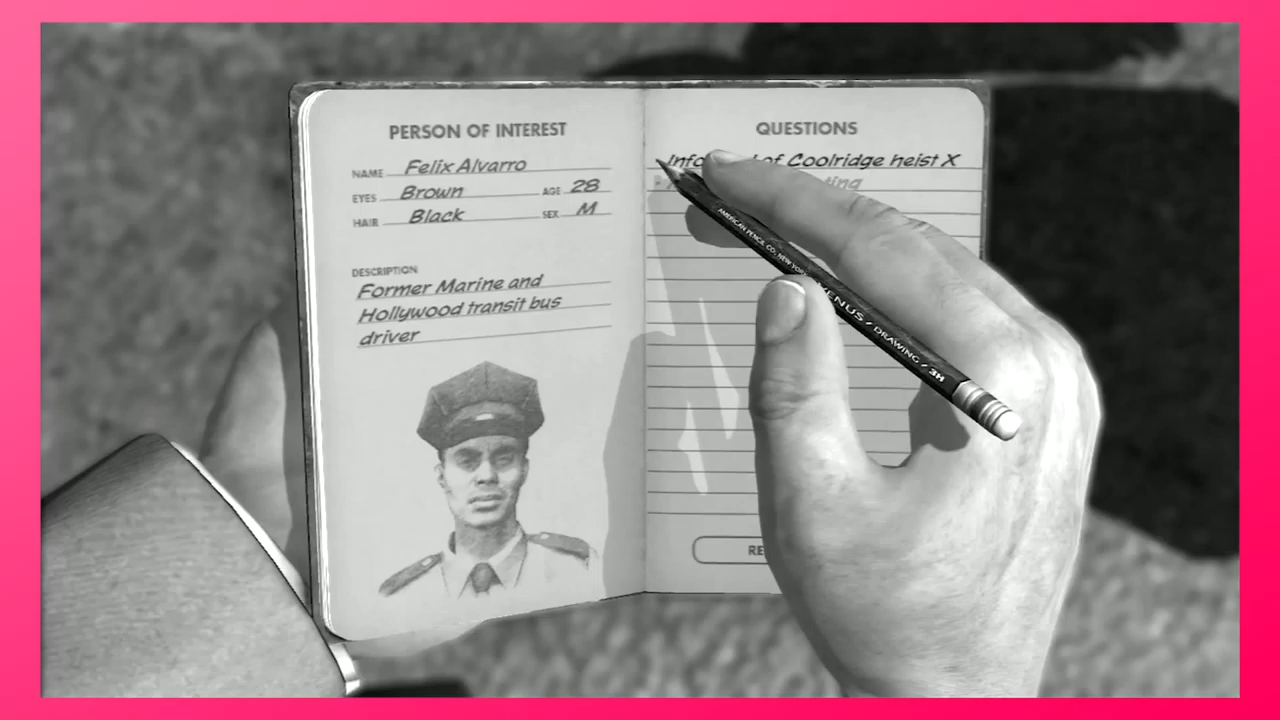 PERSON OF INTEREST
NAME Felix Alvarro
EYES Brown AGE 28
HAIR Black SEX M
DESCRIPTION
Former Marine and
Hollywood transit bus
driver
QUESTIONS
of Coolridge heist X
AMERICAN PENCIL CO. NEW YORK VENUS / DRAWING / 3H